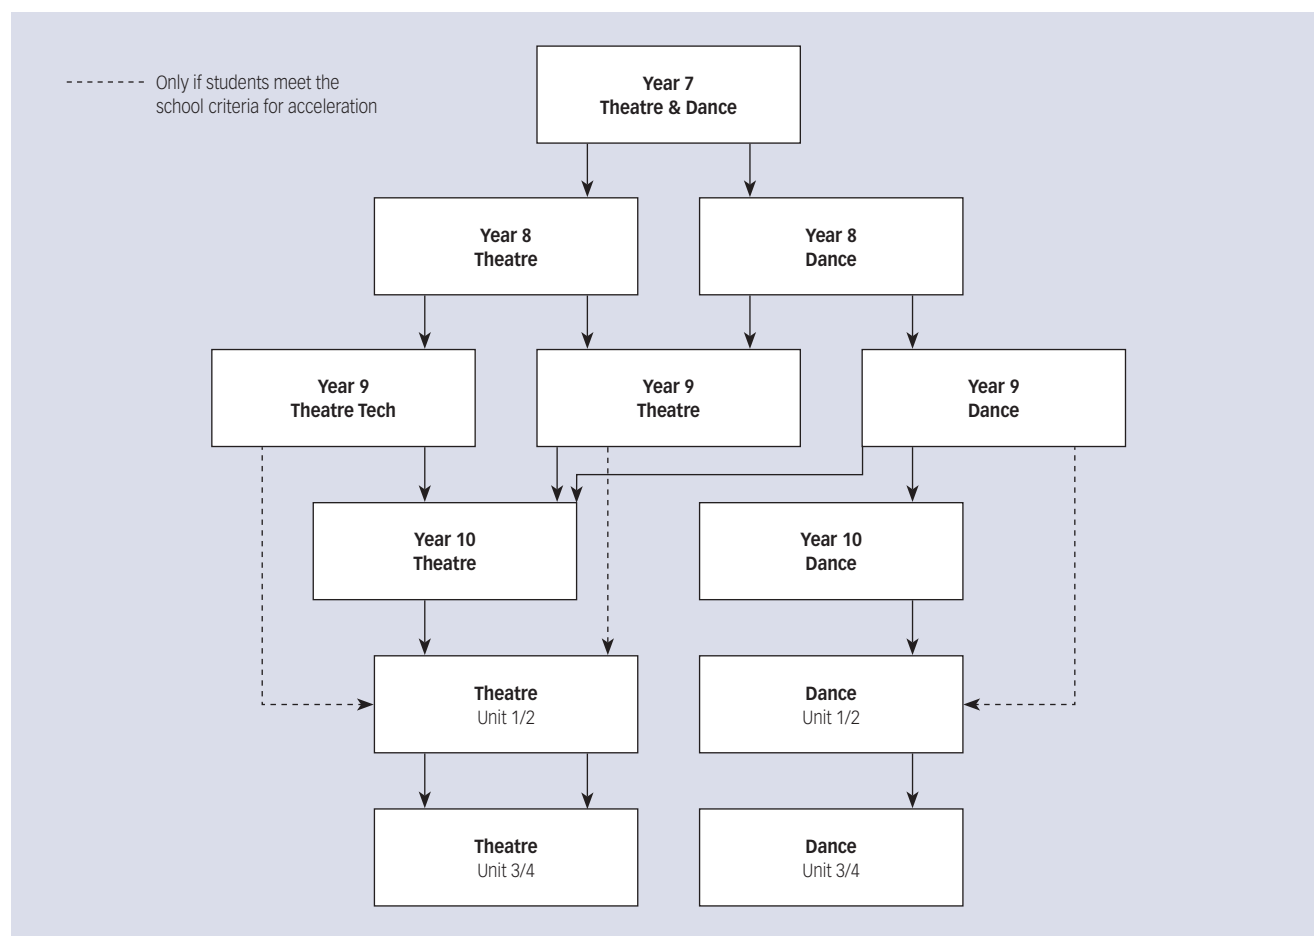 Only if students meet the
school criteria for acceleration
Year 7
Theatre & Dance
Year 8
Theatre
Year 8
Dance
Year 9
Theatre Tech
Year 9
Theatre
Year 9
Dance
Year 10
Theatre
Year 10
Dance
Theatre
Unit 1/2
Dance
Unit 1/2
Theatre
Unit 3/4
Dance
Unit 3/4